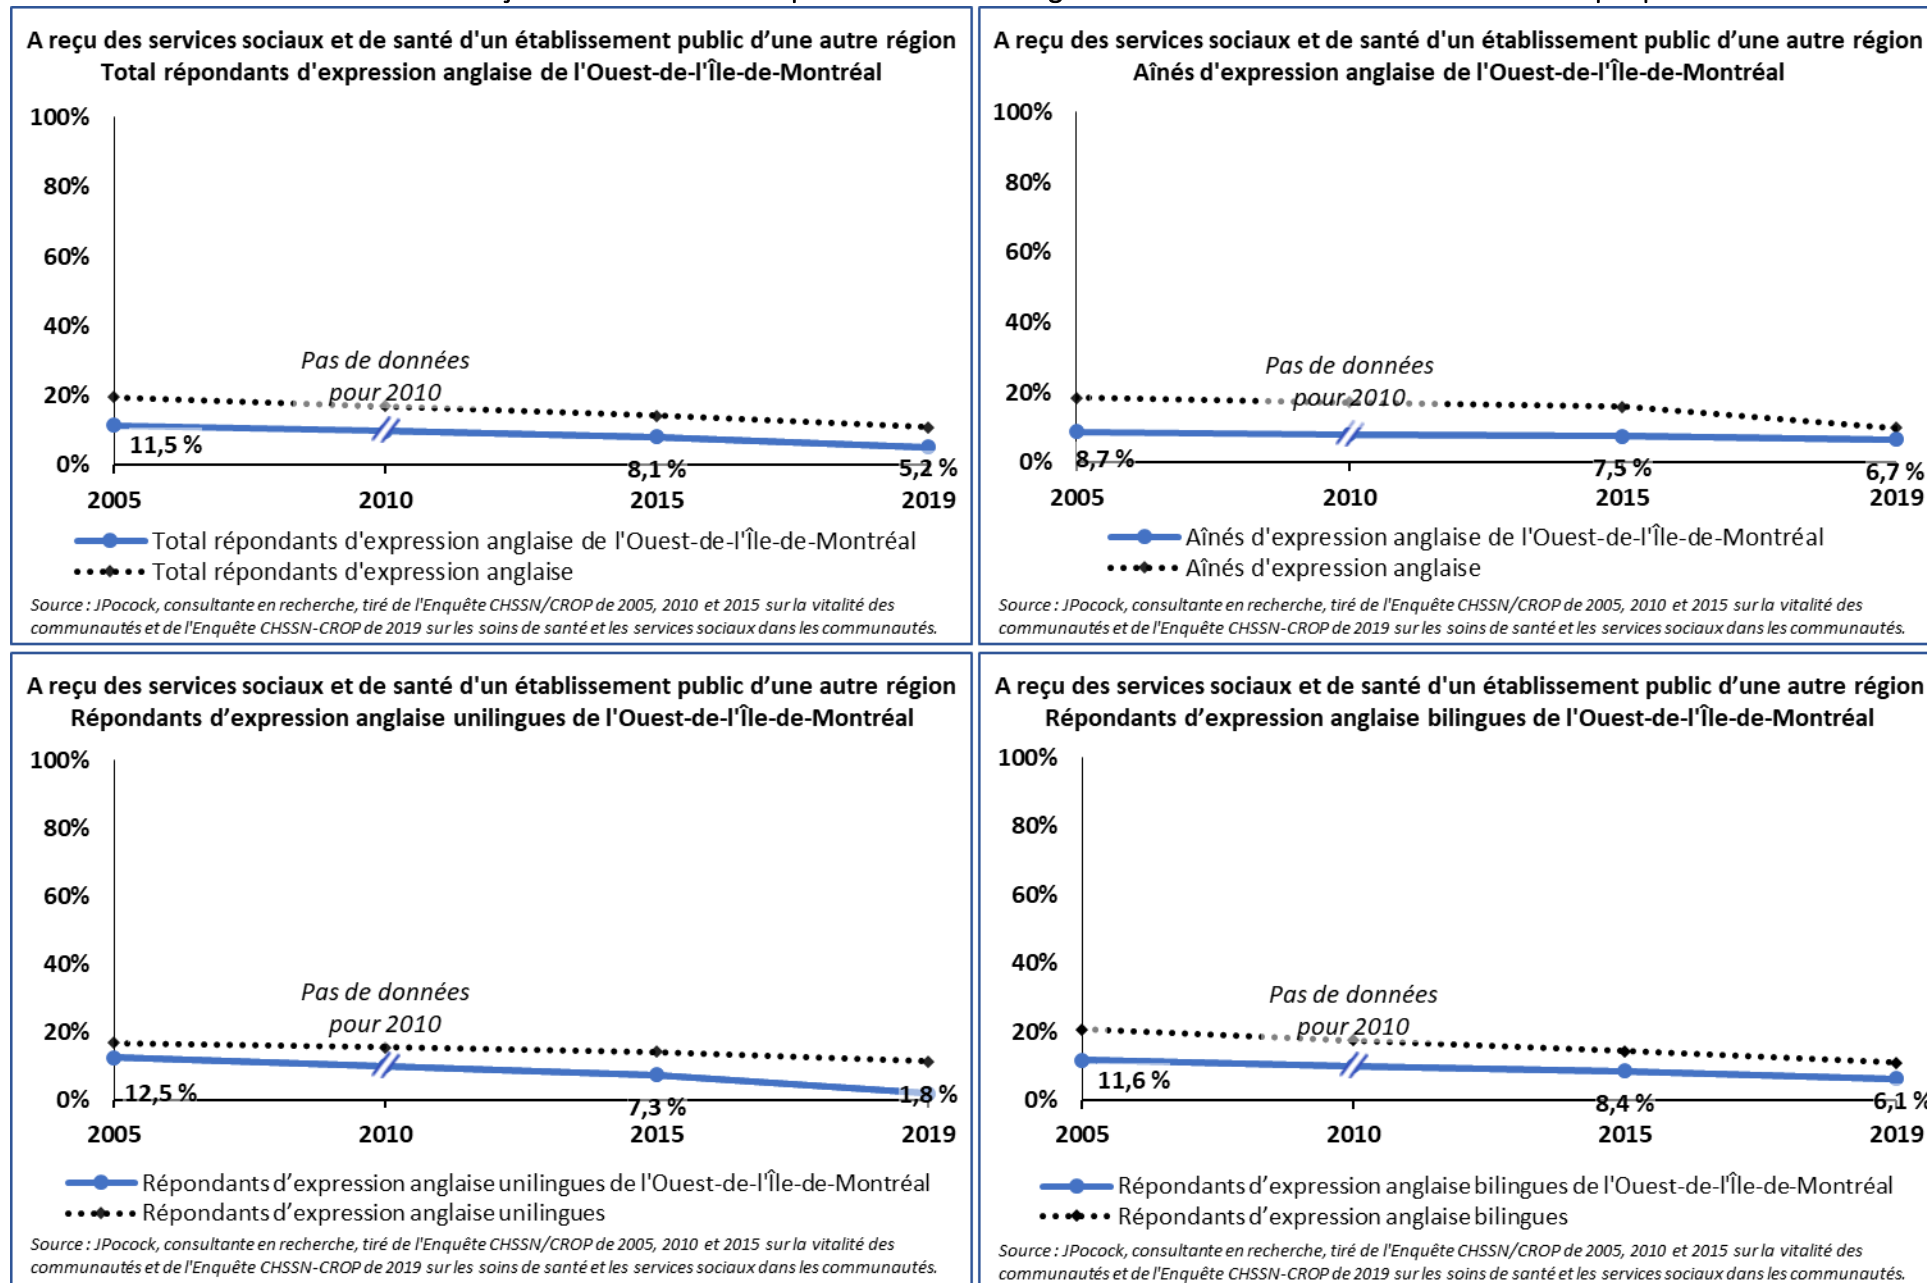 A reçu des services sociaux et de santé d'un établissement public d’une autre région
Total répondants d'expression anglaise de l'Ouest-de-l'Île-de-Montréal
100%
80%
60%
40%
20%
0%
Pas de données
pour 2010
11,5 %
8,1 %
5,2 %
2005
2010
2015
2019
Total répondants d'expression anglaise de l'Ouest-de-l'Île-de-Montréal
Total répondants d'expression anglaise
Source : JPocock, consultante en recherche, tiré de l'Enquête CHSSN/CROP de 2005, 2010 et 2015 sur la vitalité des
communautés et de l'Enquête CHSSN-CROP de 2019 sur les soins de santé et les services sociaux dans les communautés.
A reçu des services sociaux et de santé d'un établissement public d’une autre région
Aînés d'expression anglaise de l'Ouest-de-l'Île-de-Montréal
100%
80%
60%
40%
20%
0%
Pas de données
pour 2010
8,7 %
7,5 %
6,7 %
2005
2010
2015
2019
Aînés d'expression anglaise de l'Ouest-de-l'Île-de-Montréal
Aînés d'expression anglaise
Source : JPocock, consultante en recherche, tiré de l'Enquête CHSSN/CROP de 2005, 2010 et 2015 sur la vitalité des
communautés et de l'Enquête CHSSN-CROP de 2019 sur les soins de santé et les services sociaux dans les communautés.
A reçu des services sociaux et de santé d'un établissement public d’une autre région
Répondants d’expression anglaise unilingues de l'Ouest-de-l'Île-de-Montréal
100%
80%
60%
40%
20%
0%
Pas de données
pour 2010
12,5 %
7,3 %
1,8 %
2005
2010
2015
2019
Répondants d’expression anglaise unilingues de l'Ouest-de-l'Île-de-Montréal
Répondants d’expression anglaise unilingues
Source : JPocock, consultante en recherche, tiré de l'Enquête CHSSN/CROP de 2005, 2010 et 2015 sur la vitalité des
communautés et de l'Enquête CHSSN-CROP de 2019 sur les soins de santé et les services sociaux dans les communautés.
A reçu des services sociaux et de santé d'un établissement public d’une autre région
Répondants d’expression anglaise bilingues de l'Ouest-de-l'Île-de-Montréal
100%
80%
60%
40%
20%
0%
Pas de données
pour 2010
11,6 %
8,4 %
6,1 %
2005
2010
2015
2019
Répondants d’expression anglaise bilingues de l'Ouest-de-l'Île-de-Montréal
Répondants d’expression anglaise bilingues
Source : JPocock, consultante en recherche, tiré de l'Enquête CHSSN/CROP de 2005, 2010 et 2015 sur la vitalité des
communautés et de l'Enquête CHSSN-CROP de 2019 sur les soins de santé et les services sociaux dans les communautés.